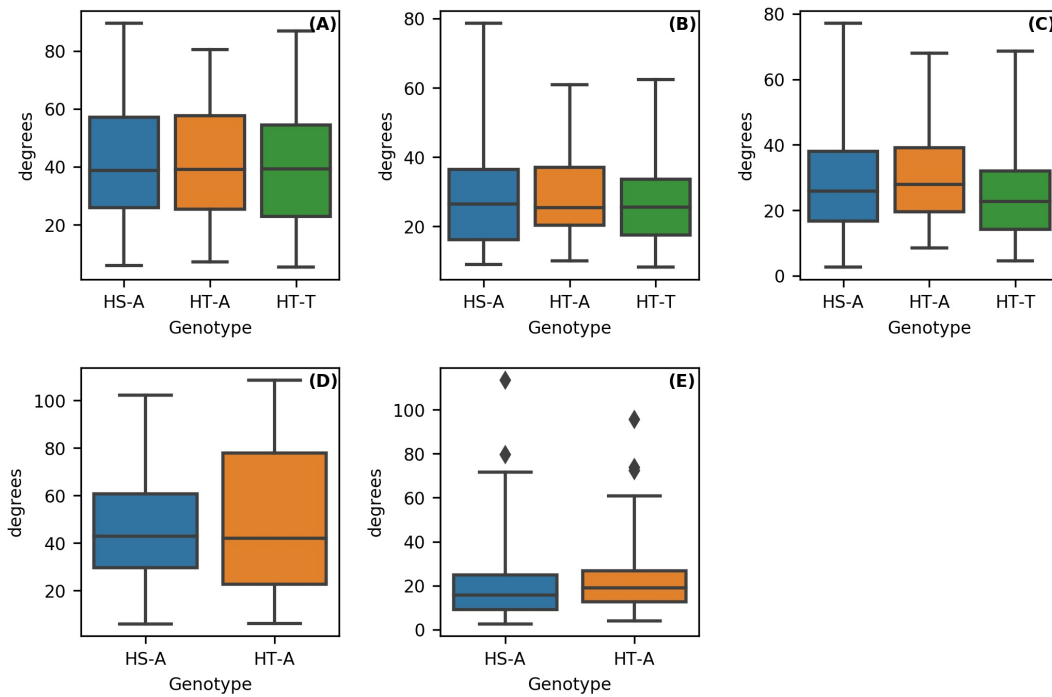 (A)
degrees
80
60
40
20
HS-A HT-A HT-T
Genotype
(B)
degrees
80
60
40
20
HS-A HT-A HT-T
Genotype
(C)
degrees
80
60
40
20
0
HS-A HT-A HT-T
Genotype
(D)
degrees
100
80
60
40
20
HS-A HT-A
Genotype
(E)
degrees
100
80
60
40
20
0
HS-A HT-A
Genotype